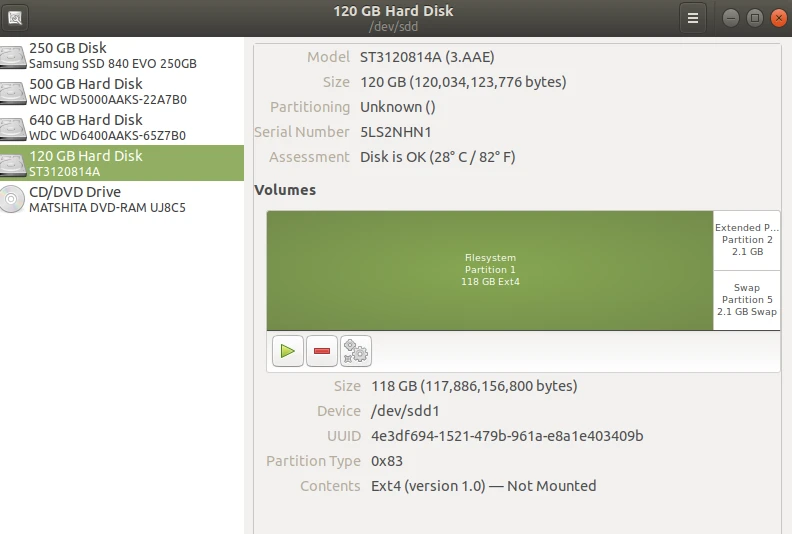 120 GB Hard Disk
/dev/sdd
250 GB Disk
Samsung SSD 840 EVO 250GB
500 GB Hard Disk
WDC WD5000AAKS-22A7B0
640 GB Hard Disk
WDC WD6400AAKS-65Z7B0
120 GB Hard Disk
ST3120814A
CD/DVD Drive
MATSHITA DVD-RAM UJ8C5
Model ST3120814A (3.AAE)
Size 120 GB (120,034,123,776 bytes)
Partitioning Unknown ()
Serial Number 5LS2NHN1
Assessment Disk is OK (28° C / 82° F)
Volumes
Filesystem
Partition 1
118 GB Ext4
Extended P...
Partition 2
2.1 GB
Swap
Partition 5
2.1 GB Swap
Size 118 GB (117,886,156,800 bytes)
Device /dev/sdd1
UUID 4e3df694-1521-479b-961a-e8a1e403409b
Partition Type 0x83
Contents Ext4 (version 1.0) — Not Mounted